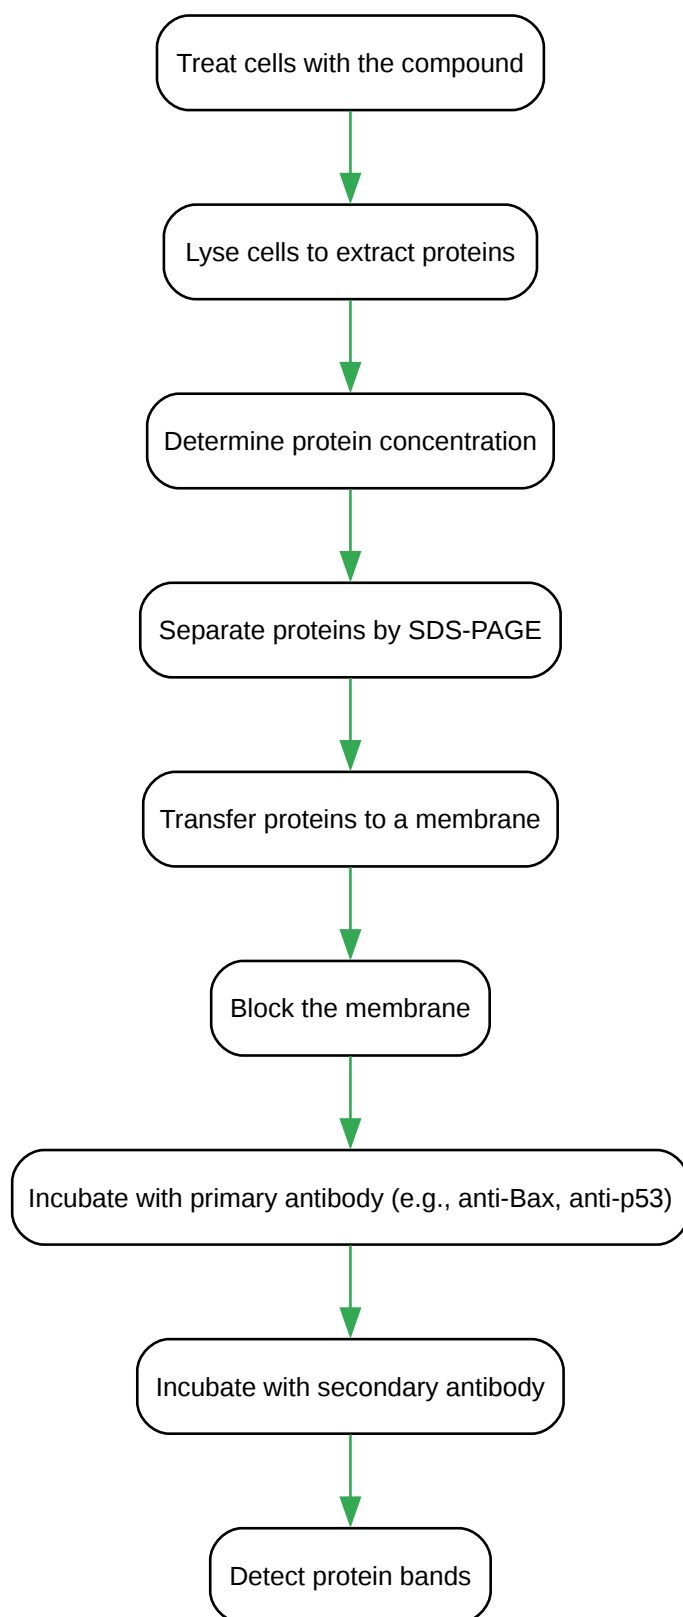 Treat cells with the compound
Lyse cells to extract proteins
Determine protein concentration
Separate proteins by SDS-PAGE
Transfer proteins to a membrane
Block the membrane
Incubate with primary antibody (e.g., anti-Bax, anti-p53)
Incubate with secondary antibody
Detect protein bands